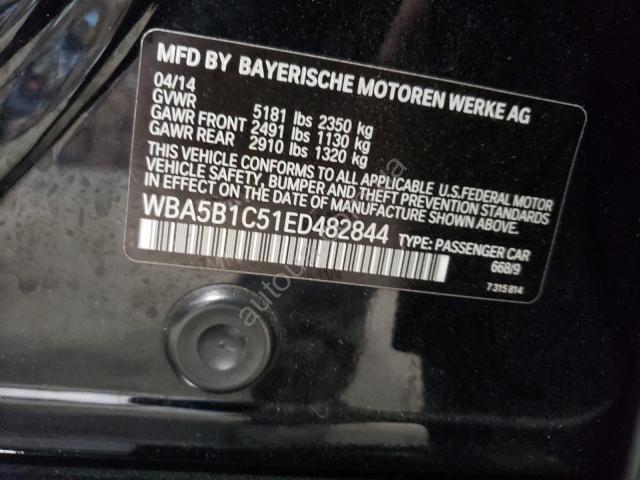 MFD BY BAYERISCHE MOTOREN WERKE AG
04/14
GVWR 5181 lbs 2350 kg
GAWR FRONT 2491 lbs 1130 kg
GAWR REAR 2910 lbs 1320 kg
THIS VEHICLE CONFORMS TO ALL APPLICABLE U.S.FEDERAL MOTOR
VEHICLE SAFETY, BUMPER AND THEFT PREVENTION STANDARDS IN
EFFECT ON THE DATE OF MANUFACTURE SHOWN ABOVE.
WBA5B1C51ED482844 TYPE: PASSENGER CAR
668/9
7315814